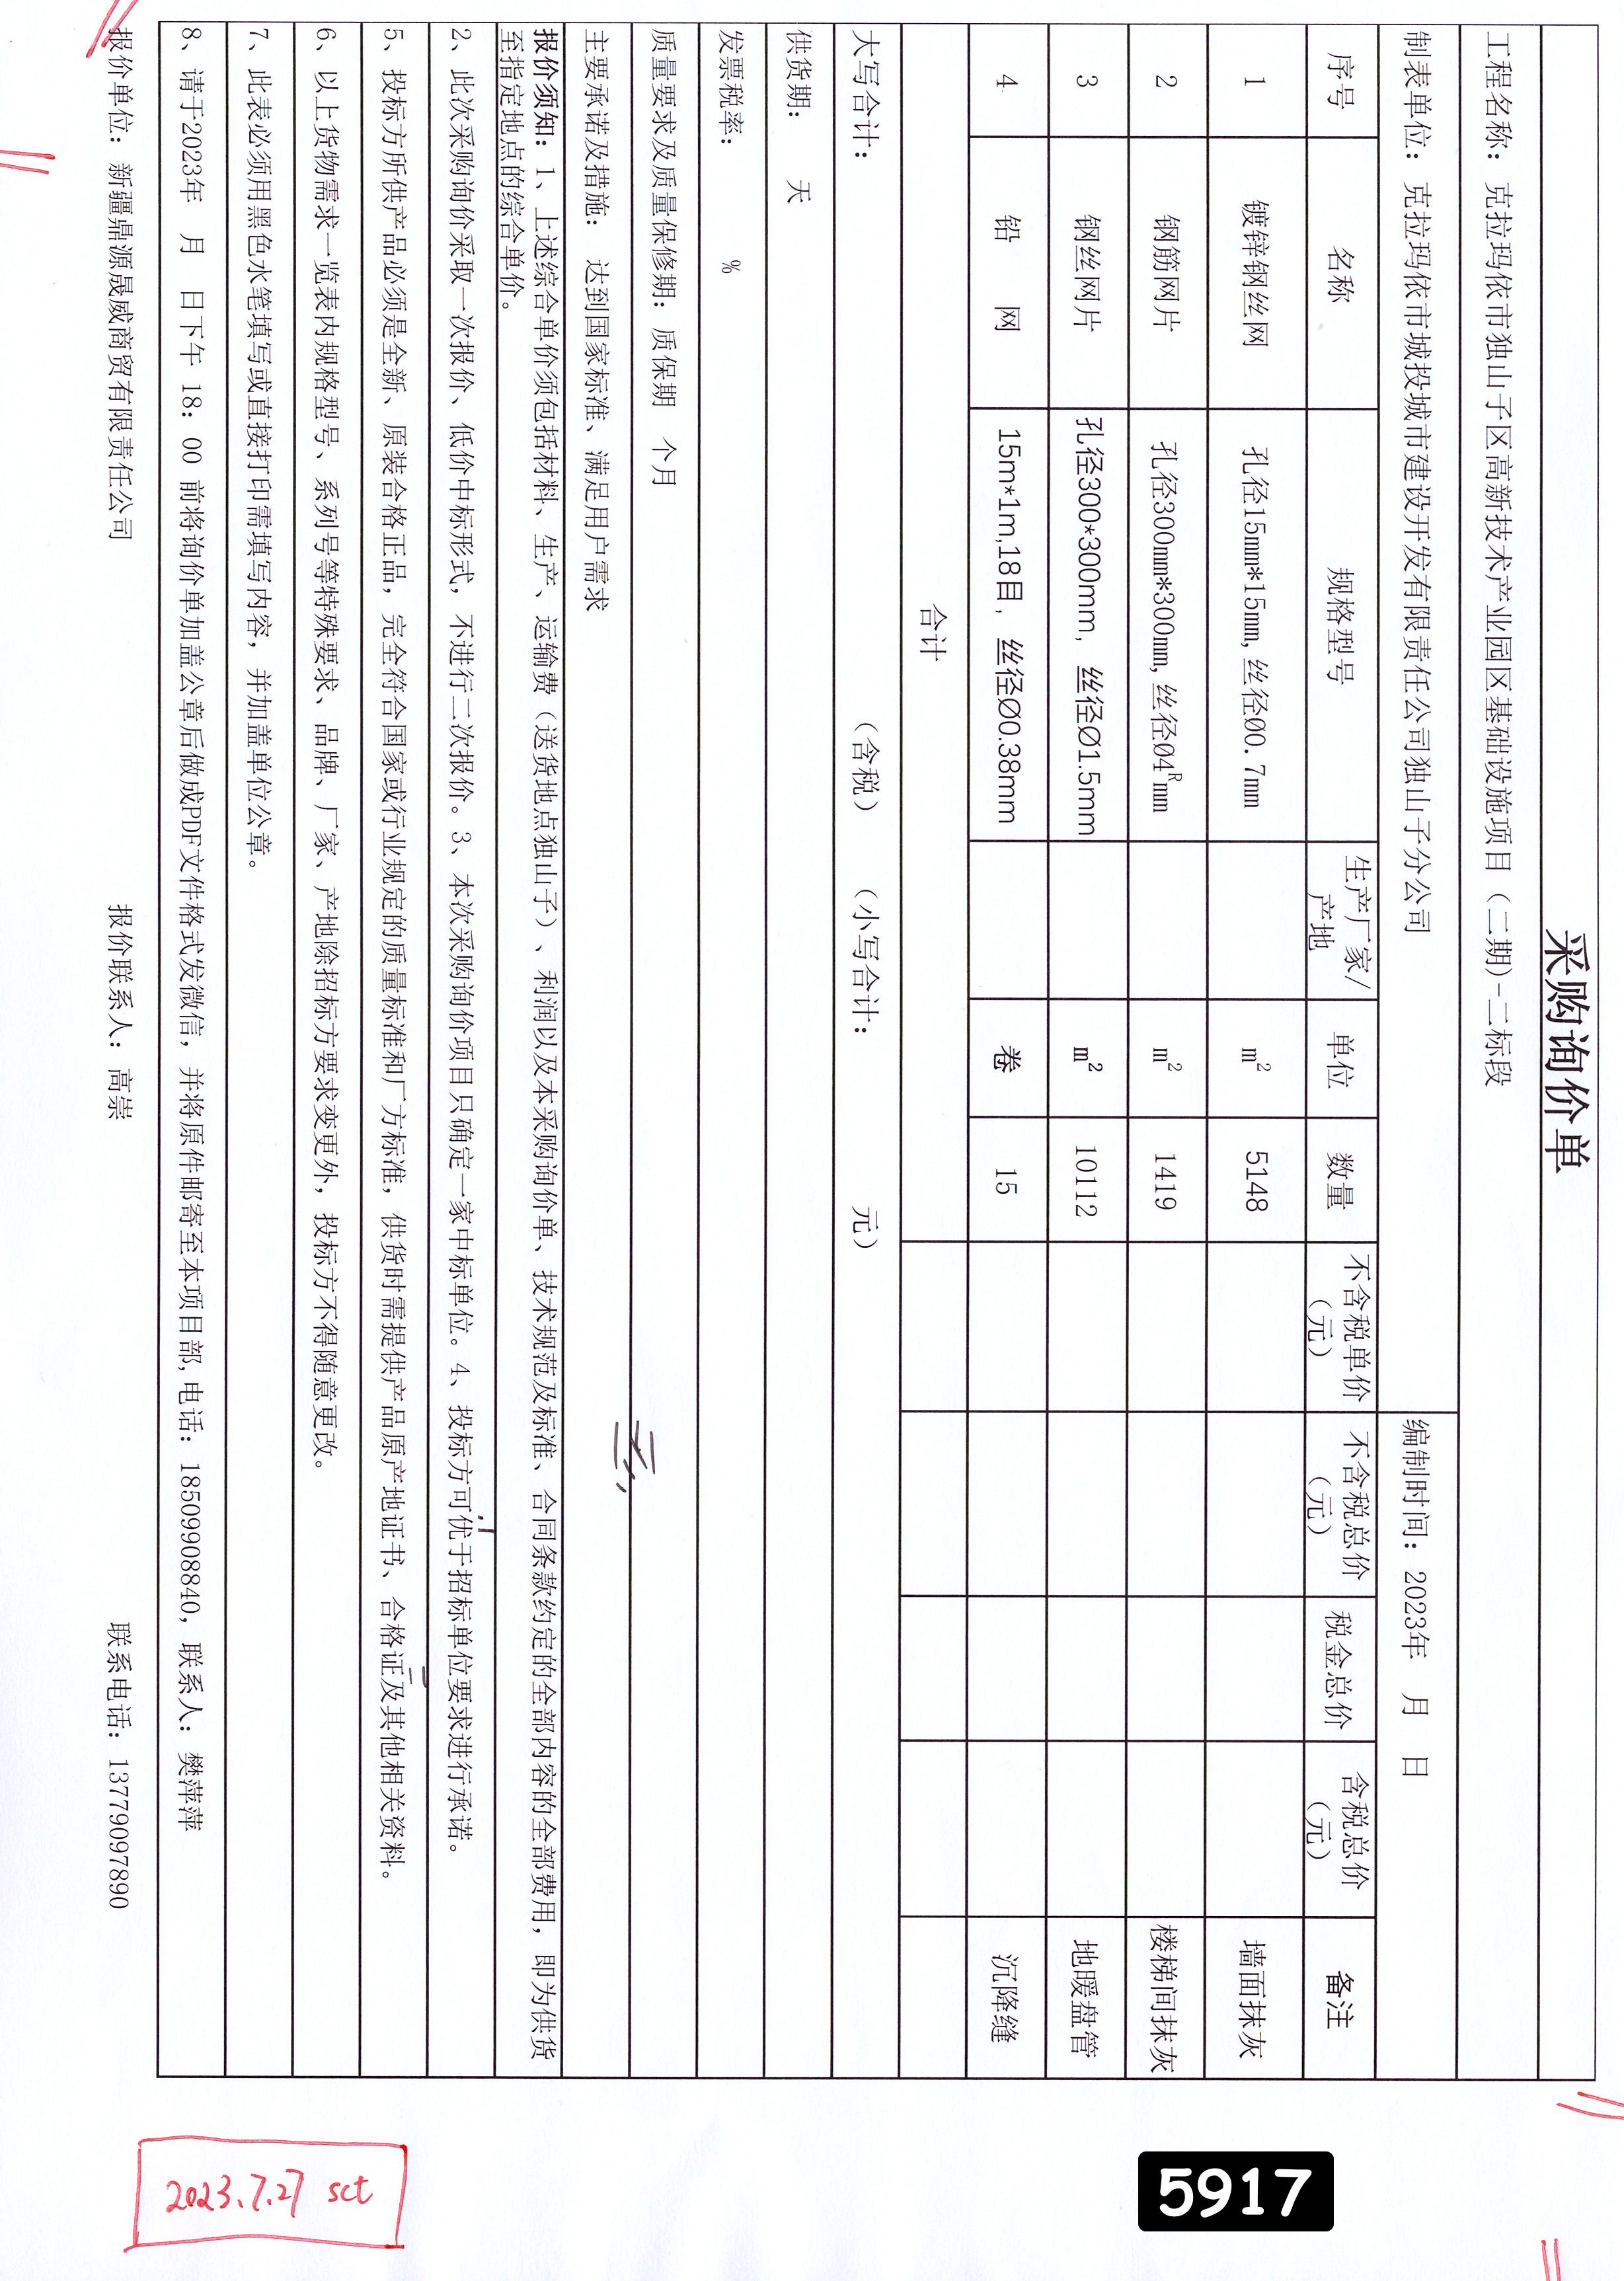 采购询价单
工程名称： 克拉玛依市独山子区高新技术产业园区基础设施项目（二期）-二标段
制表单位： 克拉玛依市城投城市建设开发有限责任公司独山子分公司 编制时间：2023年 月 日
序号 名称 规格型号 生产厂家/产地 单位 数量 不含税单价（元） 不含税总价（元） 税金总价 含税总价（元） 备注
1 镀锌钢丝网 孔径15mm*15mm,丝径Ø0.7mm m² 5148 墙面抹灰
2 钢筋网片 孔径300mm*300mm,丝径Ø4ᴿmm m² 1419 楼梯间抹灰
3 钢丝网片 孔径300*300mm，丝径Ø1.5mm m² 10112 地暖盘管
4 铅 网 15m*1m,18目，丝径Ø0.38mm 卷 15 沉降缝
合计
大写合计： （含税） （小写合计： 元）
供货期： 天
发票税率： %
质量要求及质量保修期： 质保期 个月
主要承诺及措施： 达到国家标准、满足用户需求
报价须知：1、上述综合单价须包括材料、生产、运输费（送货地点独山子）、利润以及本采购询价单、技术规范及标准、合同条款约定的全部内容的全部费用，即为供货
至指定地点的综合单价。
2、此次采购询价采取一次报价、低价中标形式，不进行二次报价。3、本次采购询价项目只确定一家中标单位。4、投标方可优于招标单位要求进行承诺。
5、投标方所供产品必须是全新、原装合格正品，完全符合国家或行业规定的质量标准和厂方标准，供货时需提供产品原产地证书、合格证及其他相关资料。
6、以上货物需求一览表内规格型号、系列号等特殊要求、品牌、厂家、产地除招标方要求变更外，投标方不得随意更改。
7、此表必须用黑色水笔填写或直接打印需填写内容，并加盖单位公章。
8、请于2023年 月 日下午 18：00 前将询价单加盖公章后做成PDF文件格式发微信，并将原件邮寄至本项目部,电话：18509908840，联系人：樊萍萍
报价单位：新疆鼎源晟威商贸有限责任公司 报价联系人：高崇 联系电话：13779097890
2023.7.27 sct
5917